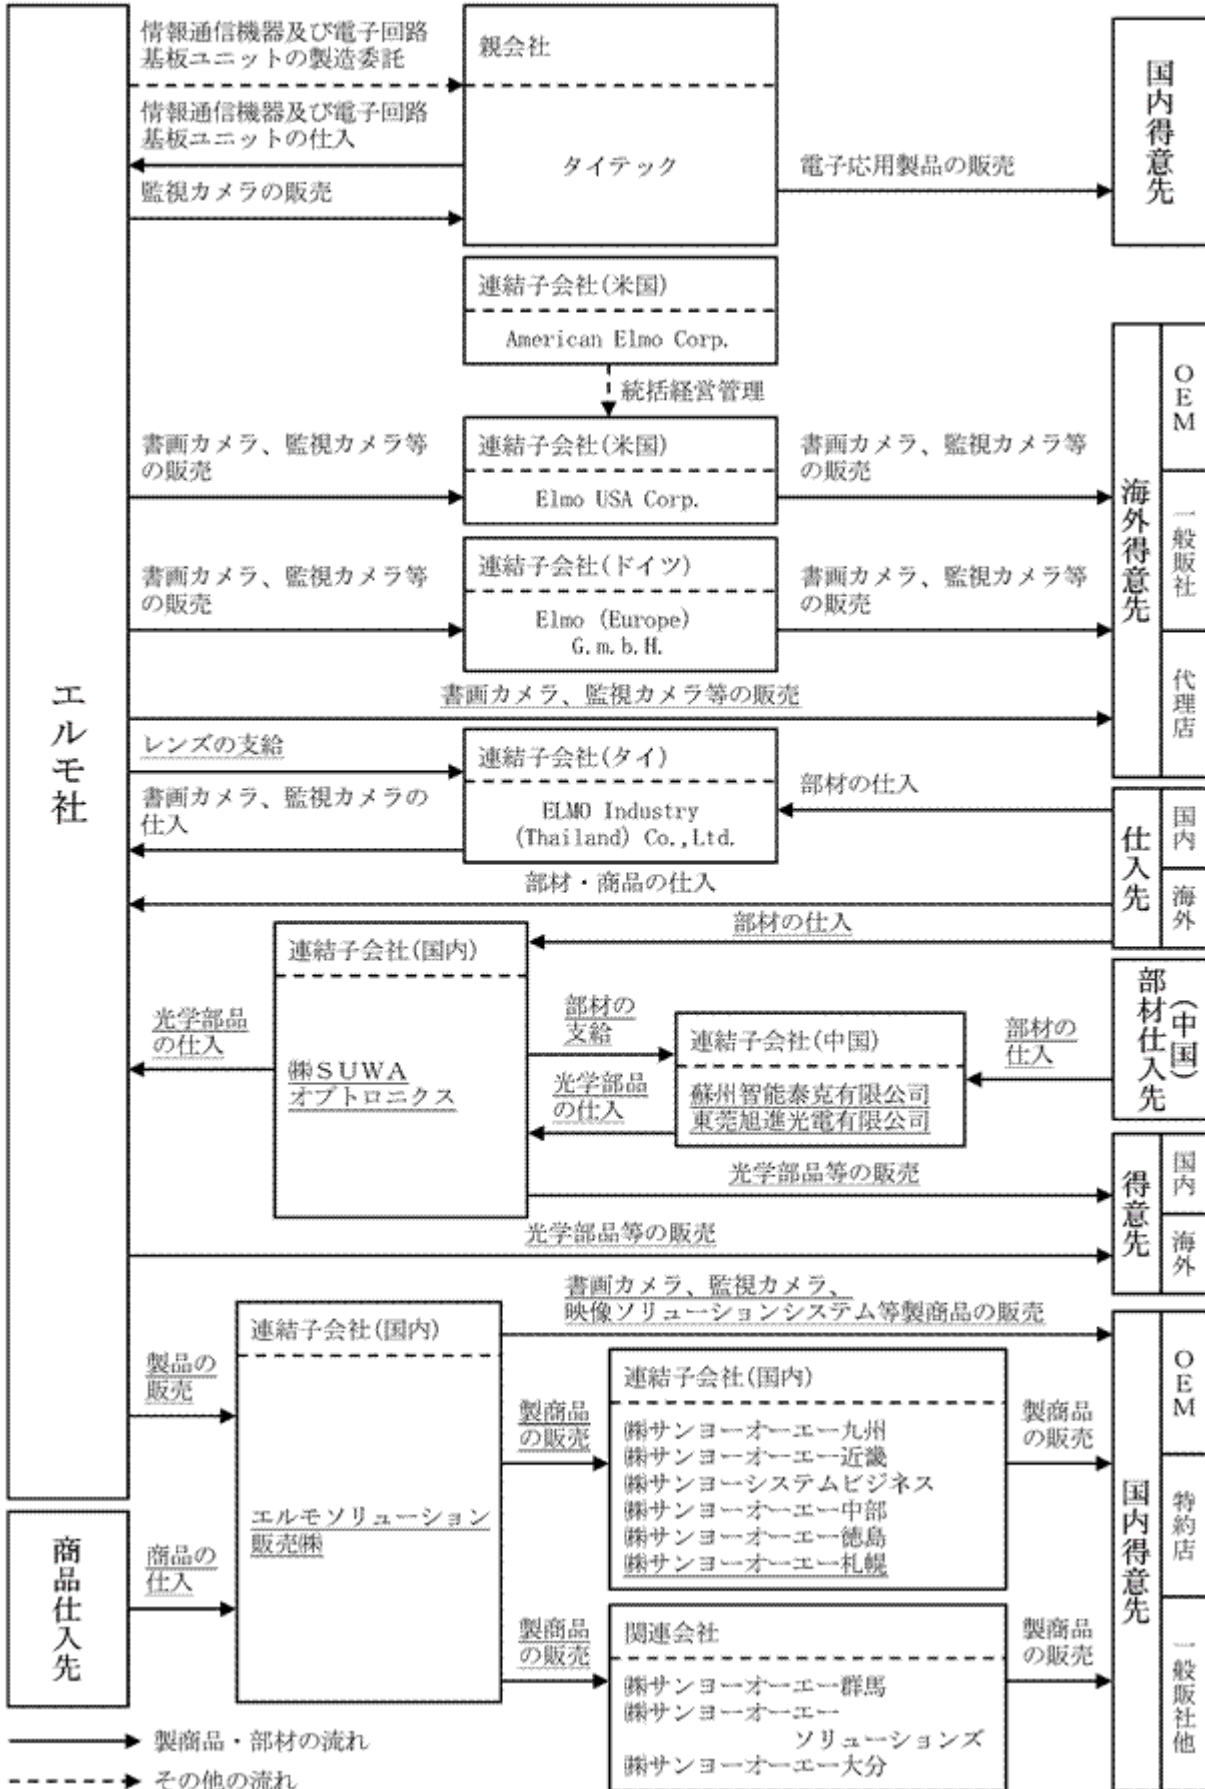 情報通信機器及び電子回路
基板ユニットの製造委託
情報通信機器及び電子回路
基板ユニットの仕入
監視カメラの販売
親会社
タイテック
電子応用製品の販売
国内得意先
連結子会社(米国)
American Elmo Corp.
統括経営管理
書画カメラ、監視カメラ等
の販売
連結子会社(米国)
Elmo USA Corp.
書画カメラ、監視カメラ等
の販売
書画カメラ、監視カメラ等
の販売
連結子会社(ドイツ)
Elmo (Europe)
G.m.b.H.
書画カメラ、監視カメラ等
の販売
海外得意先
OEM
一般販社
代理店
エルモ社
書画カメラ、監視カメラ等の販売
レンズの支給
書画カメラ、監視カメラの
仕入
連結子会社(タイ)
ELMO Industry
(Thailand) Co.,Ltd.
部材の仕入
仕入先
国内
海外
部材・商品の仕入
部材の仕入
連結子会社(国内)
㈱SUWA
オプトロニクス
光学部品
の仕入
部材の
支給
光学部品
の仕入
連結子会社(中国)
蘇州智能泰克有限公司
東莞旭進光電有限公司
部材の
仕入
部材仕入先
(中国)
光学部品等の販売
得意先
国内
海外
光学部品等の販売
書画カメラ、監視カメラ、
映像ソリューションシステム等製商品の販売
連結子会社(国内)
エルモソリューション
販売㈱
製品の
販売
商品の
仕入
商品仕入先
製商品
の販売
連結子会社(国内)
㈱サンヨーオーエー九州
㈱サンヨーオーエー近畿
㈱サンヨーシステムビジネス
㈱サンヨーオーエー中部
㈱サンヨーオーエー徳島
㈱サンヨーオーエー札幌
製商品
の販売
製商品
の販売
関連会社
㈱サンヨーオーエー群馬
㈱サンヨーオーエー
ソリューションズ
㈱サンヨーオーエー大分
製商品
の販売
国内得意先
OEM
特約店
一般販社他
製商品・部材の流れ
その他の流れ